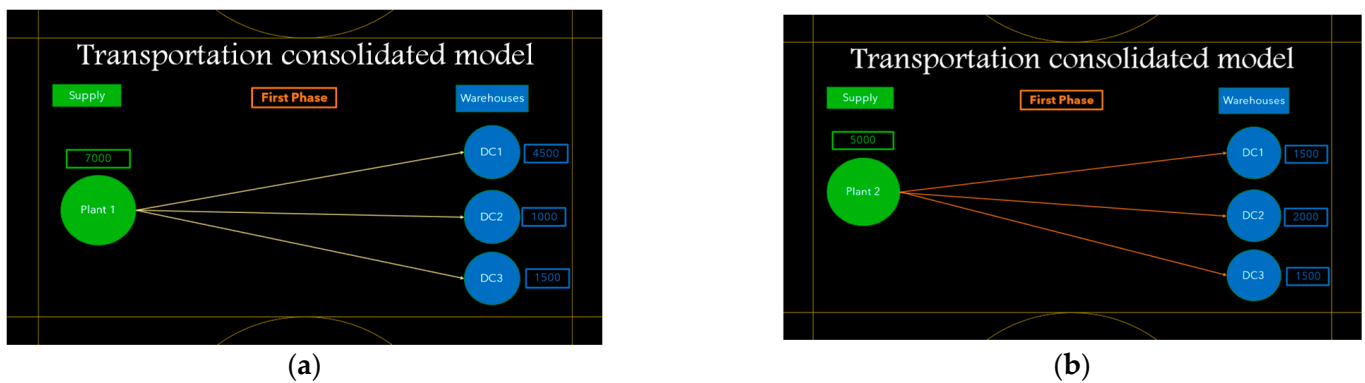 Transportation consolidated model
Supply
First Phase
Warehouses
7000
Plant 1
DC1
4500
DC2
1000
DC3
1500
(a)
Transportation consolidated model
Supply
First Phase
Warehouses
5000
Plant 2
DC1
1500
DC2
2000
DC3
1500
(b)